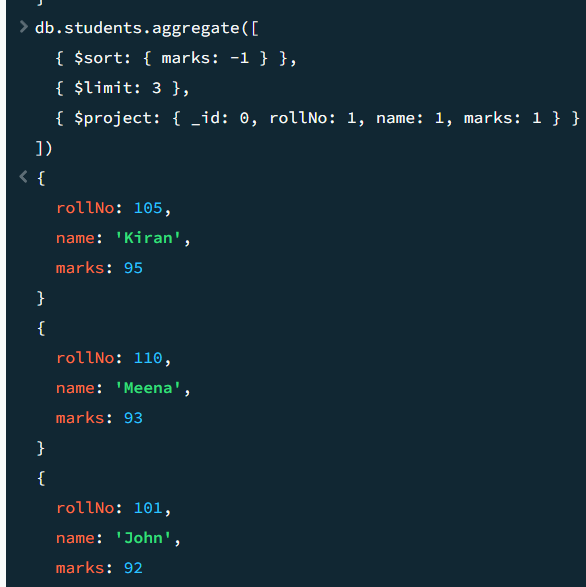 }
> db.students.aggregate([
{ $sort: { marks: -1 } },
{ $limit: 3 },
{ $project: { _id: 0, rollNo: 1, name: 1, marks: 1 } }
])
< {
rollNo: 105,
name: 'Kiran',
marks: 95
}
{
rollNo: 110,
name: 'Meena',
marks: 93
}
{
rollNo: 101,
name: 'John',
marks: 92